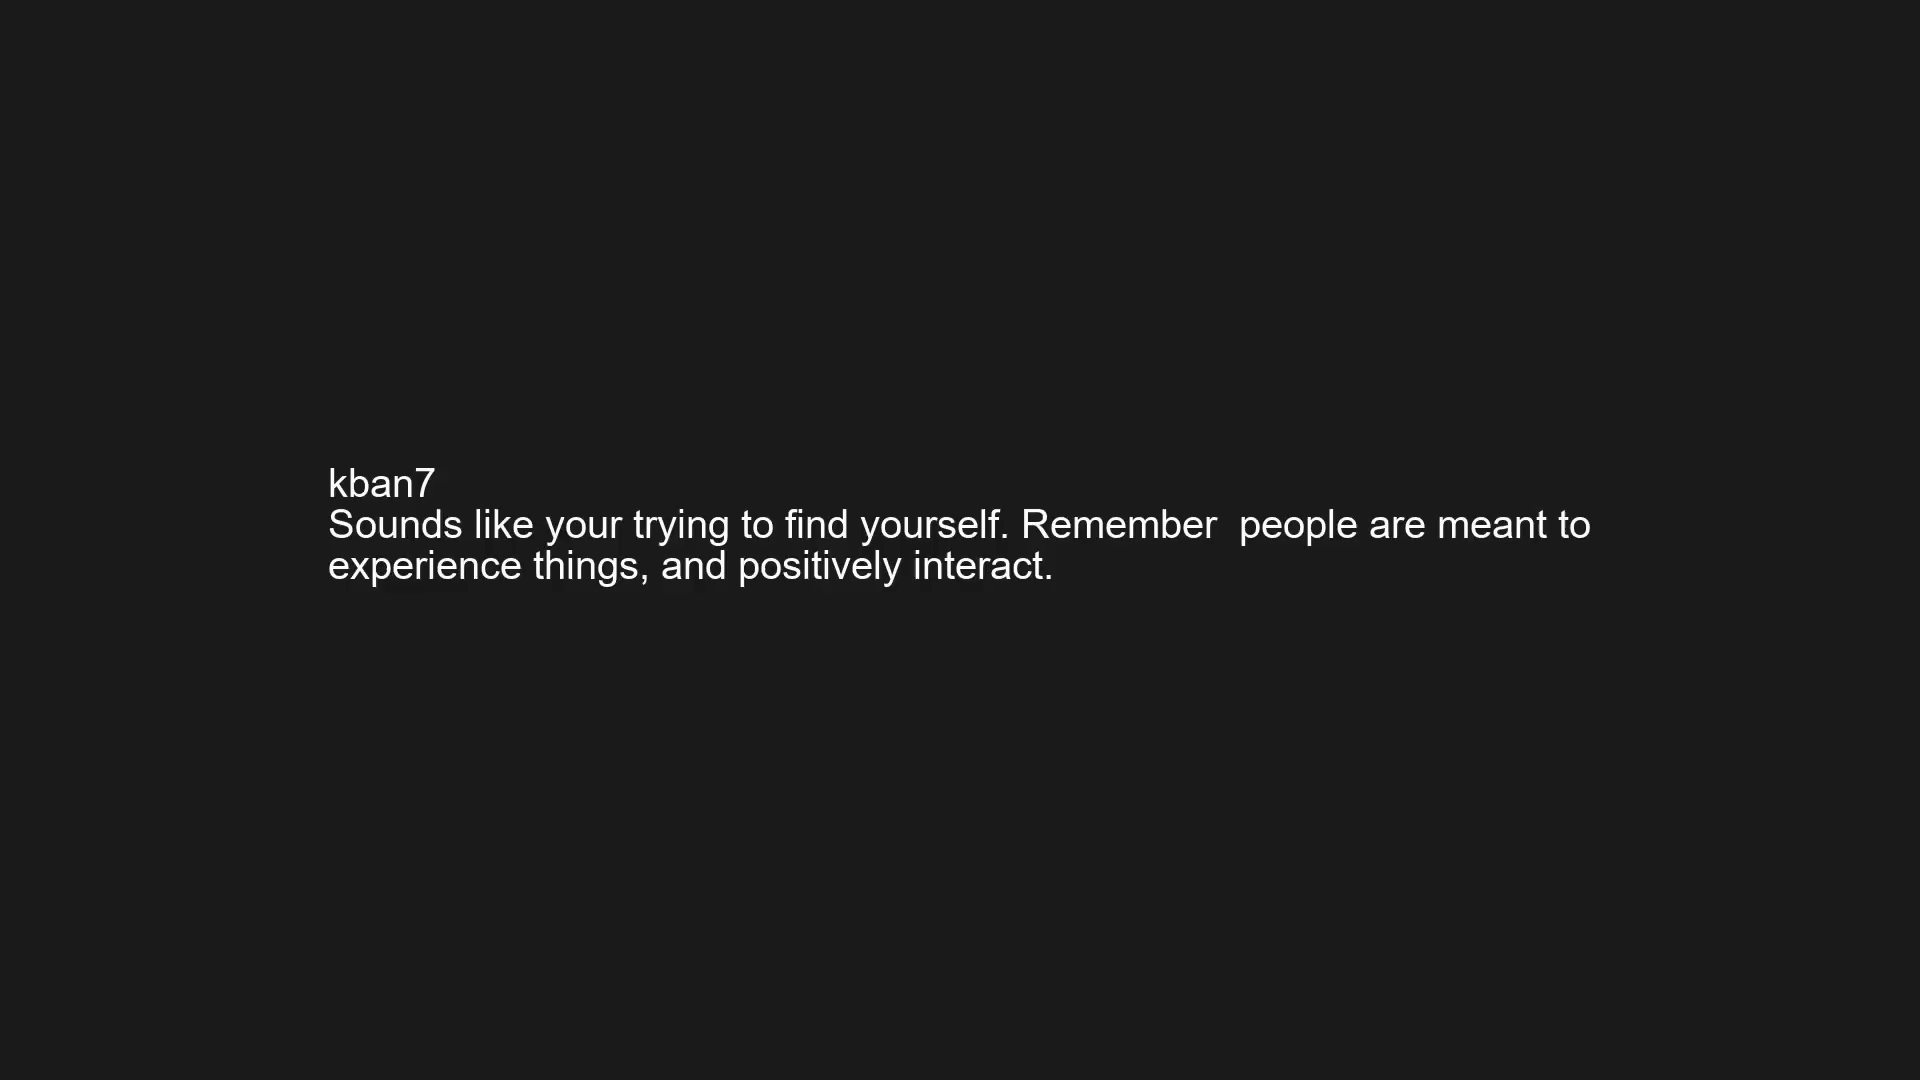 kban7
Sounds like your trying to find yourself. Remember  people are meant to
experience things, and positively interact.